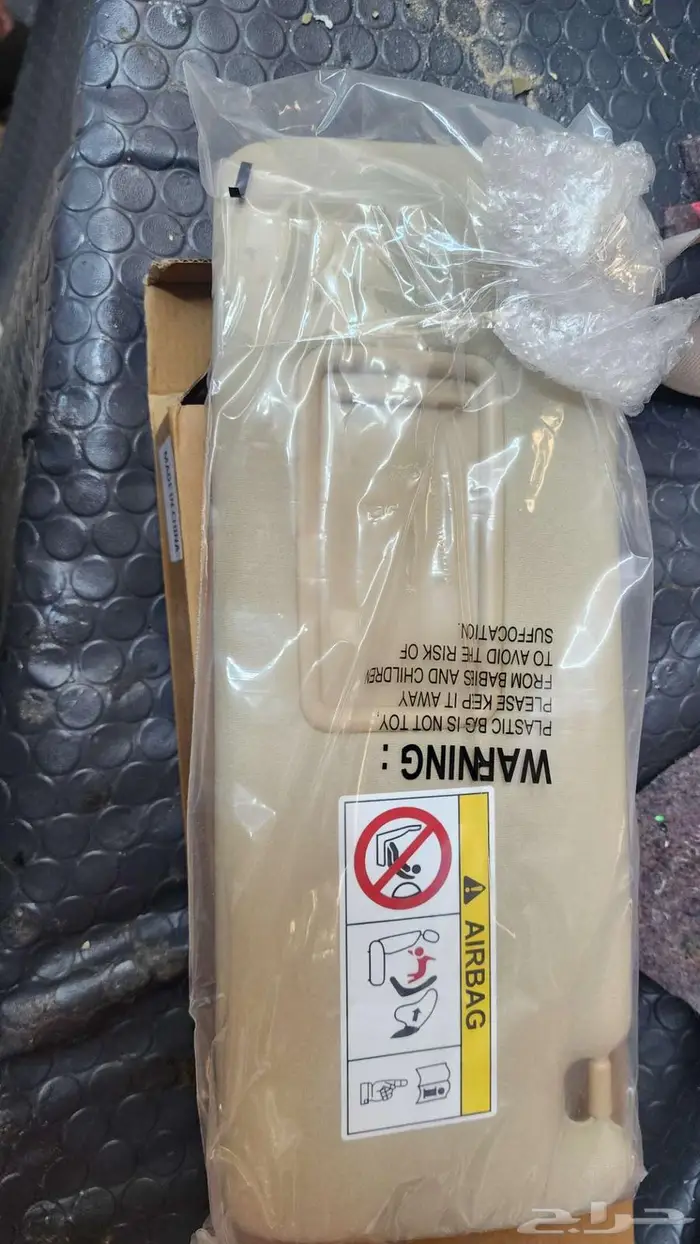 WARNING :
PLASTIC BAG IS NOT TOY,
PLEASE KEP IT AWAY
FROM BABIES AND CHILDREN
TO AVOID THE RISK OF
SUFFOCATION.
AIRBAG
MADE IN CHINA
حراج